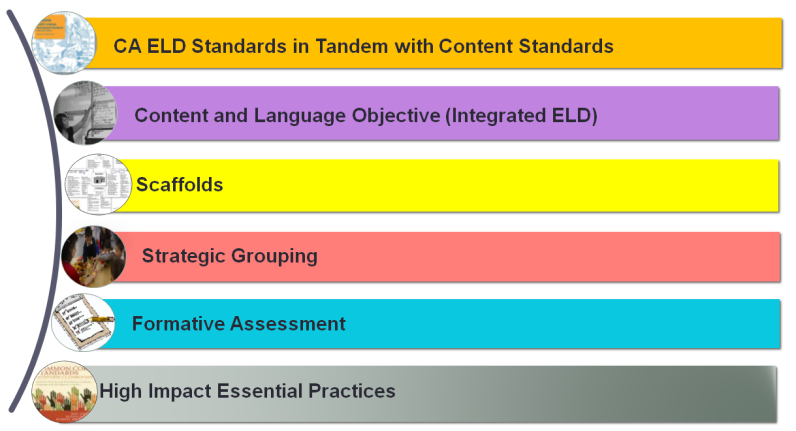 CA ELD Standards in Tandem with Content Standards
Content and Language Objective (Integrated ELD)
Scaffolds
Strategic Grouping
Formative Assessment
High Impact Essential Practices